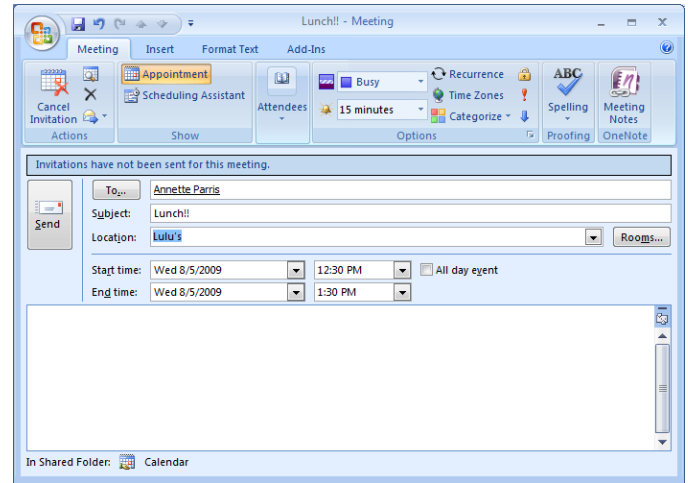 Lunch!! - Meeting
Meeting Insert Format Text Add-Ins
Cancel Invitation
Appointment
Scheduling Assistant
Attendees
Busy
15 minutes
Recurrence
Time Zones
Categorize
ABC
Spelling
Meeting Notes
Actions Show Options Proofing OneNote
Invitations have not been sent for this meeting.
Send
To... Annette Parris
Subject: Lunch!!
Location: Lulu's Rooms...
Start time: Wed 8/5/2009 12:30 PM All day event
End time: Wed 8/5/2009 1:30 PM
In Shared Folder: Calendar